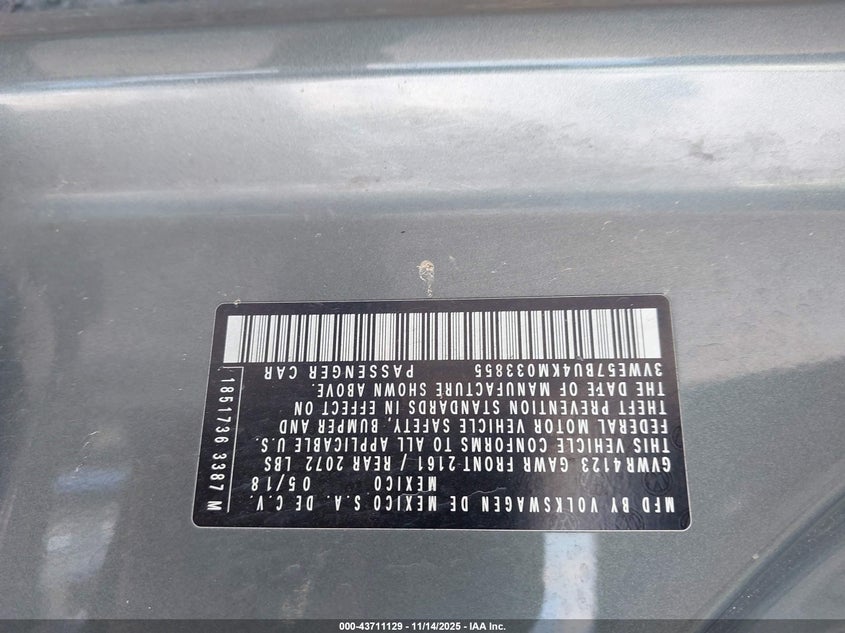 MFD BY VOLKSWAGEN DE MEXICO S.A. DE C.V.
MEXICO 05/18
GVWR 4123 GAWR FRONT 2161 / REAR 2072 LBS
THIS VEHICLE CONFORMS TO ALL APPLICABLE U.S.
FEDERAL MOTOR VEHICLE SAFETY, BUMPER AND
THEFT PREVENTION STANDARDS IN EFFECT ON
THE DATE OF MANUFACTURE SHOWN ABOVE.
3VWE57BU4KM033855 PASSENGER CAR
1851736 3387 M
000-43711129 - 11/14/2025 - IAA Inc.